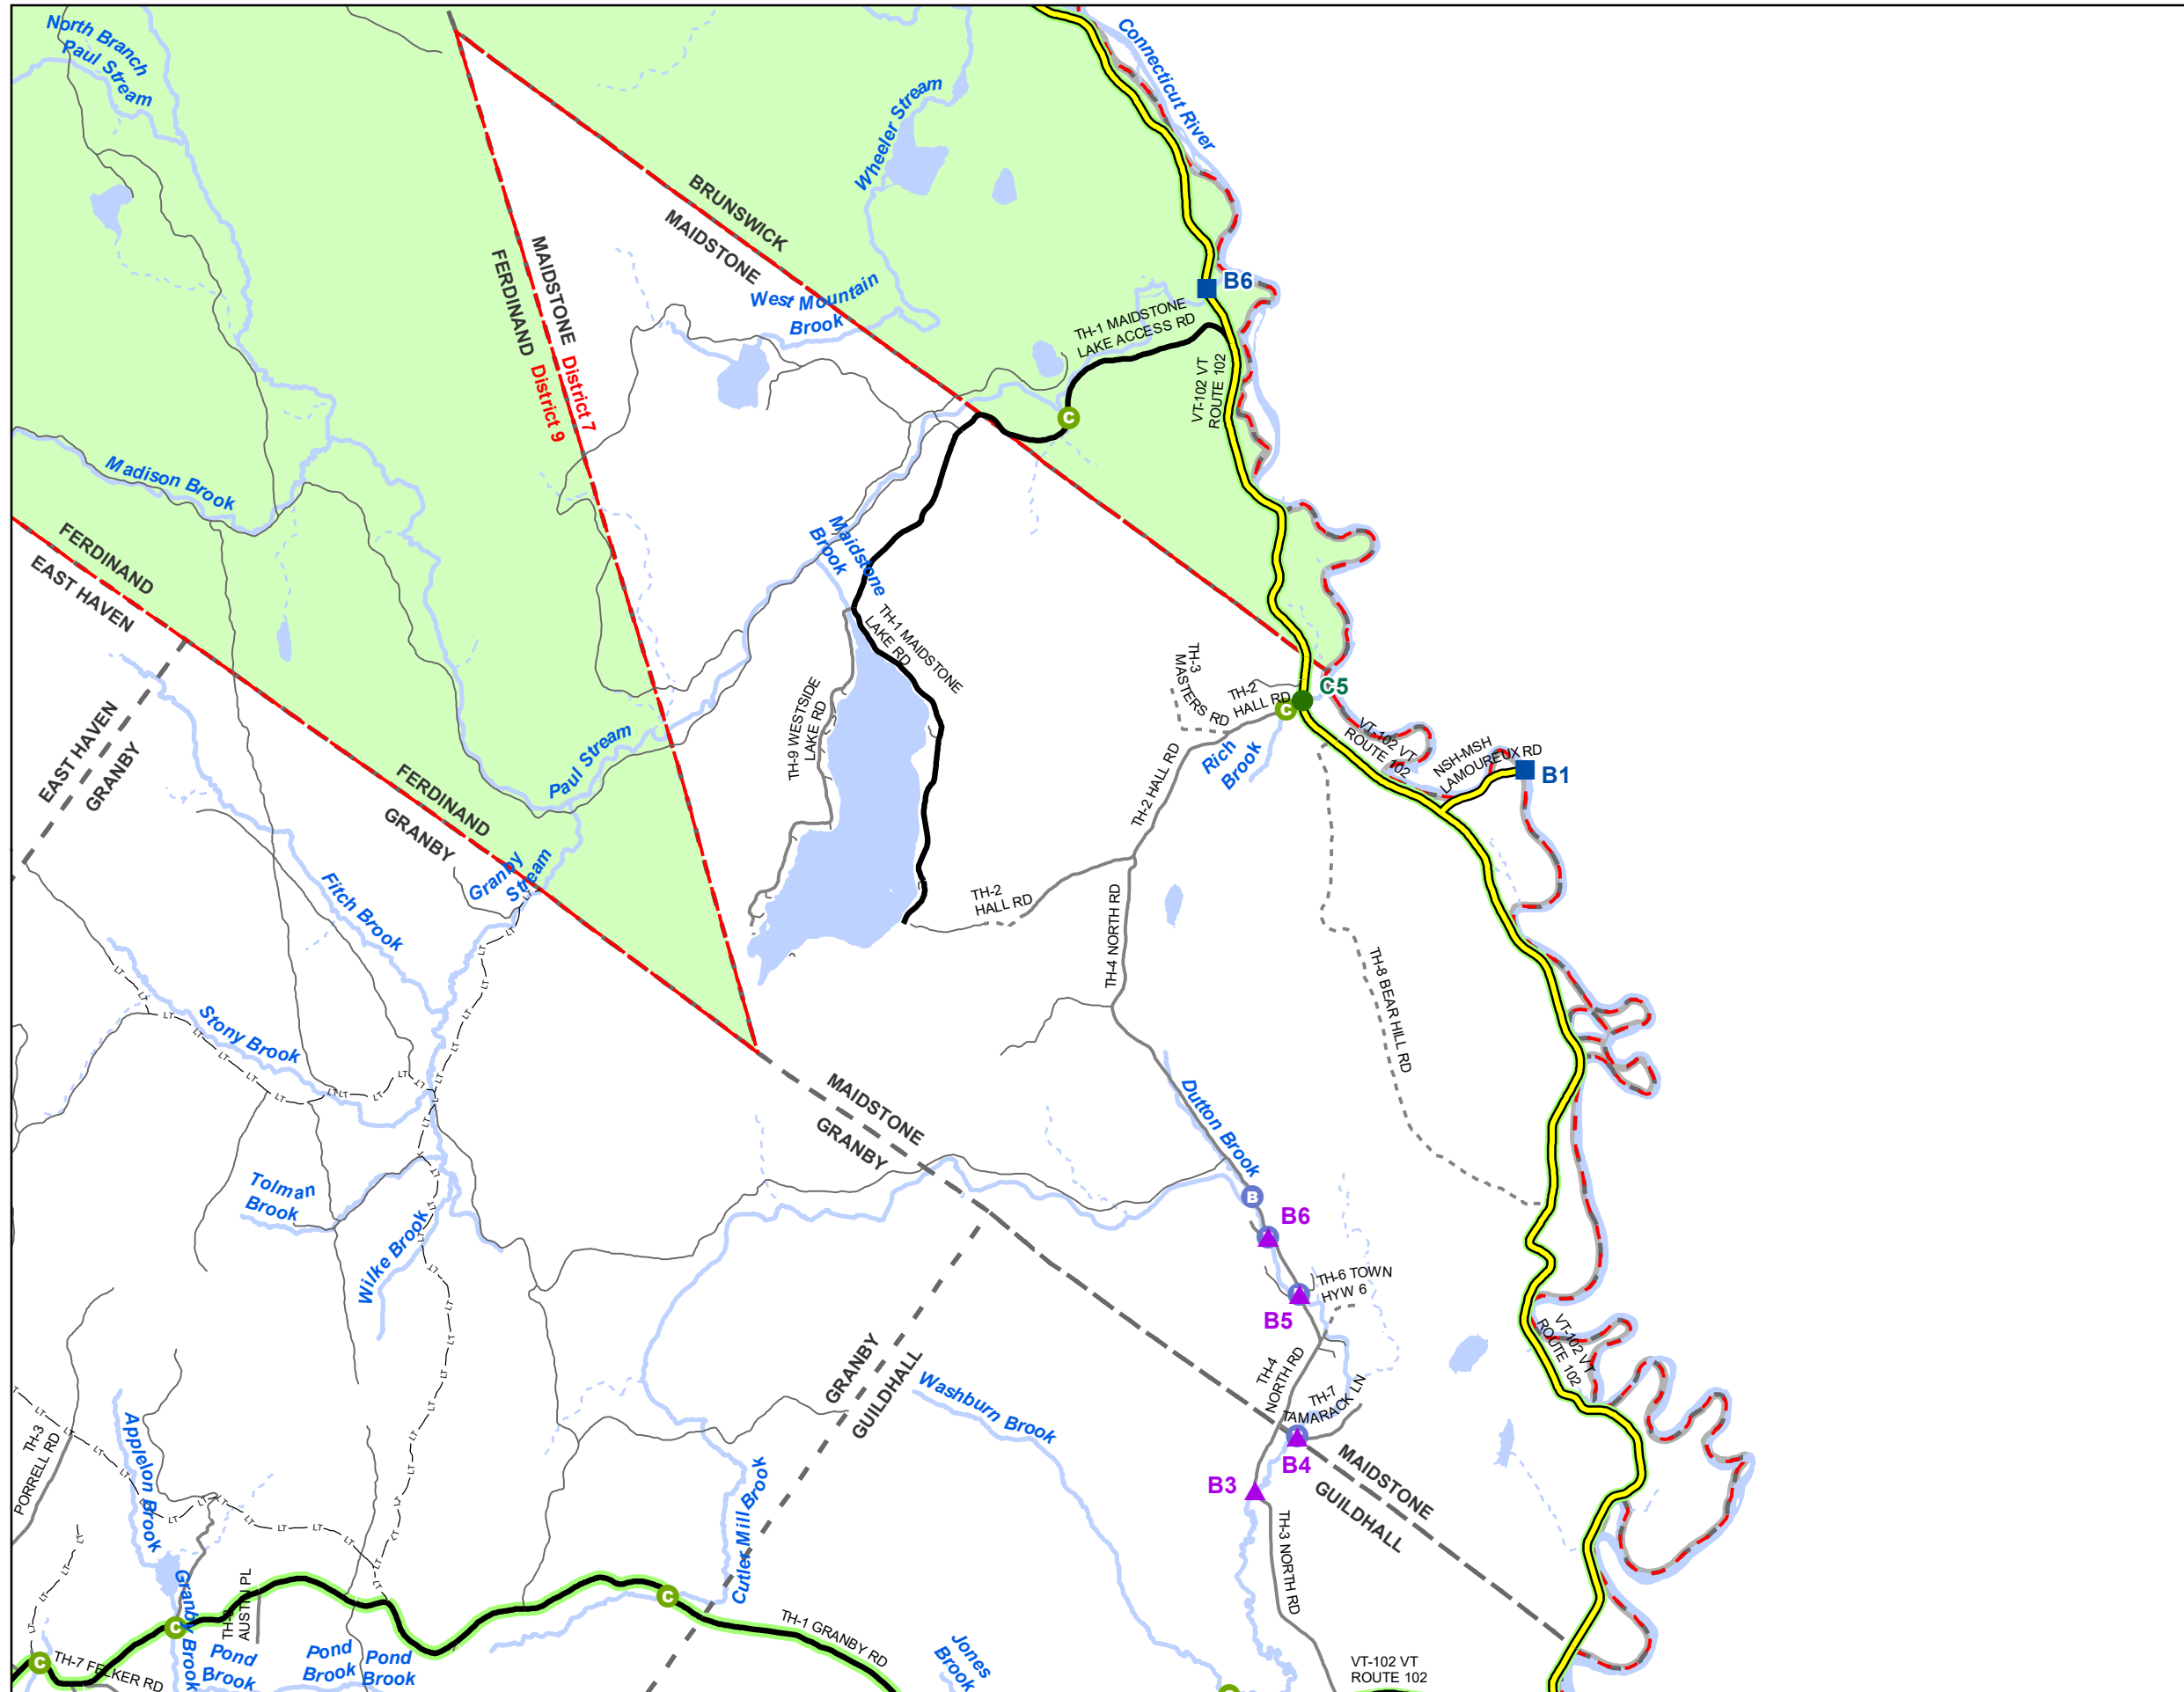 North Branch
Paul Stream
Connecticut River
Wheeler Stream
BRUNSWICK
MAIDSTONE
MAIDSTONE
FERDINAND
District 7
District 9
West Mountain
Brook
B6
TH-1 MAIDSTONE
LAKE ACCESS RD
VT-102 VT
ROUTE 102
C
Madison Brook
FERDINAND
EAST HAVEN
Maidstone
Brook
TH-1 MAIDSTONE
LAKE RD
TH-9 WESTSIDE
LAKE RD
TH-3
MASTERS RD
TH-2
HALL RD
C5
C
Rich
Brook
VT-102 VT
ROUTE 102
NSH-MSH
LAMOUREUX RD
B1
EAST HAVEN
GRANBY
Paul Stream
FERDINAND
GRANBY
Granby
Stream
TH-2 HALL RD
TH-2
HALL RD
TH-4 NORTH RD
TH-8 BEAR HILL RD
Fitch Brook
Stony Brook
LT
MAIDSTONE
GRANBY
Dutton Brook
Tolman
Brook
Wilke Brook
B
B6
TH-6 TOWN
HYW 6
B5
TH-4
NORTH RD
TH-7
TAMARACK LN
B4
B3
VT-102 VT
ROUTE 102
GRANBY
GUILDHALL
Washburn Brook
MAIDSTONE
GUILDHALL
TH-3
PORRELL RD
Applelon Brook
Cutler Mill Brook
TH-3 NORTH RD
C
C
C
Granby Brook
AUSTIN PL
TH-7 FELKER RD
Pond
Brook
Pond
Brook
Pond
Brook
TH-1 GRANBY RD
Jones
Brook
VT-102 VT
ROUTE 102